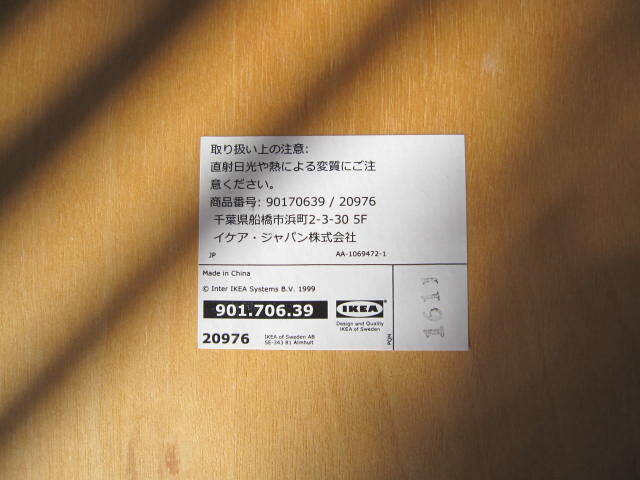 取り扱い上の注意:
直射日光や熱による変質にご注
意ください。
商品番号: 90170639 / 20976
千葉県船橋市浜町2-3-30 5F
イケア・ジャパン株式会社
JP AA-1069472-1
Made in China
© Inter IKEA Systems B.V. 1999
901.706.39
IKEA
Design and Quality
IKEA of Sweden
20976
IKEA of Sweden AB
SE-343 81 Älmhult
PQN
1611